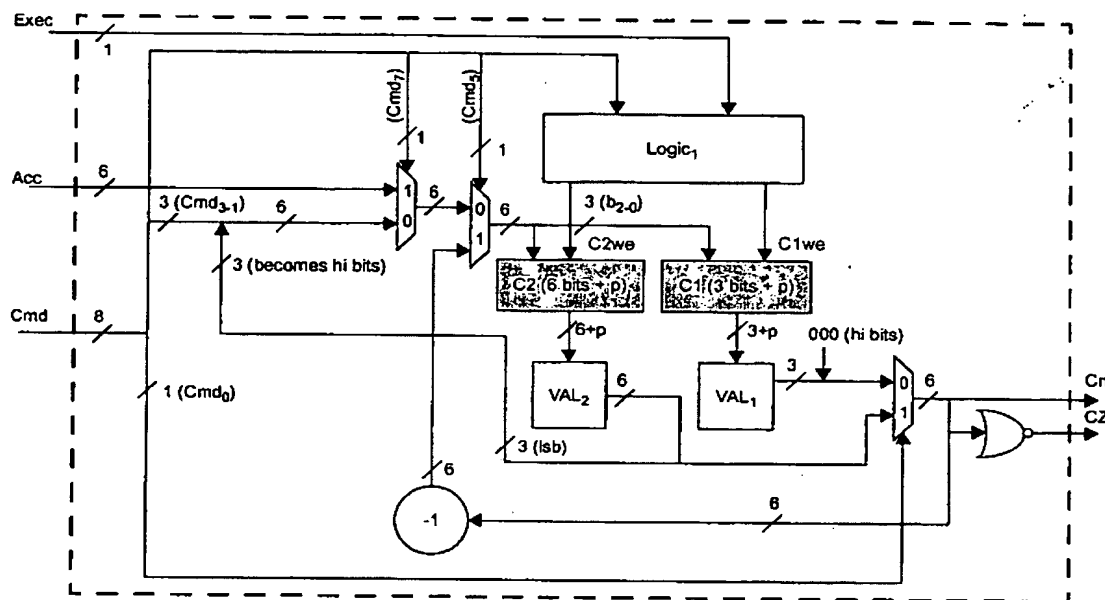 Exec
1
(Cmd7)
(Cmd5)
1
1
Logic1
Acc
6
1
0
6
0
1
6
3 (Cmd3-1)
6
3 (b2-0)
C2we
C1we
3 (becomes hi bits)
C2 (6 bits + p)
C1 (3 bits + p)
Cmd
8
6+p
3+p
000 (hi bits)
1 (Cmd0)
VAL2
6
VAL1
3
0
1
6
Cn
CZ
3 (lsb)
6
-1
6